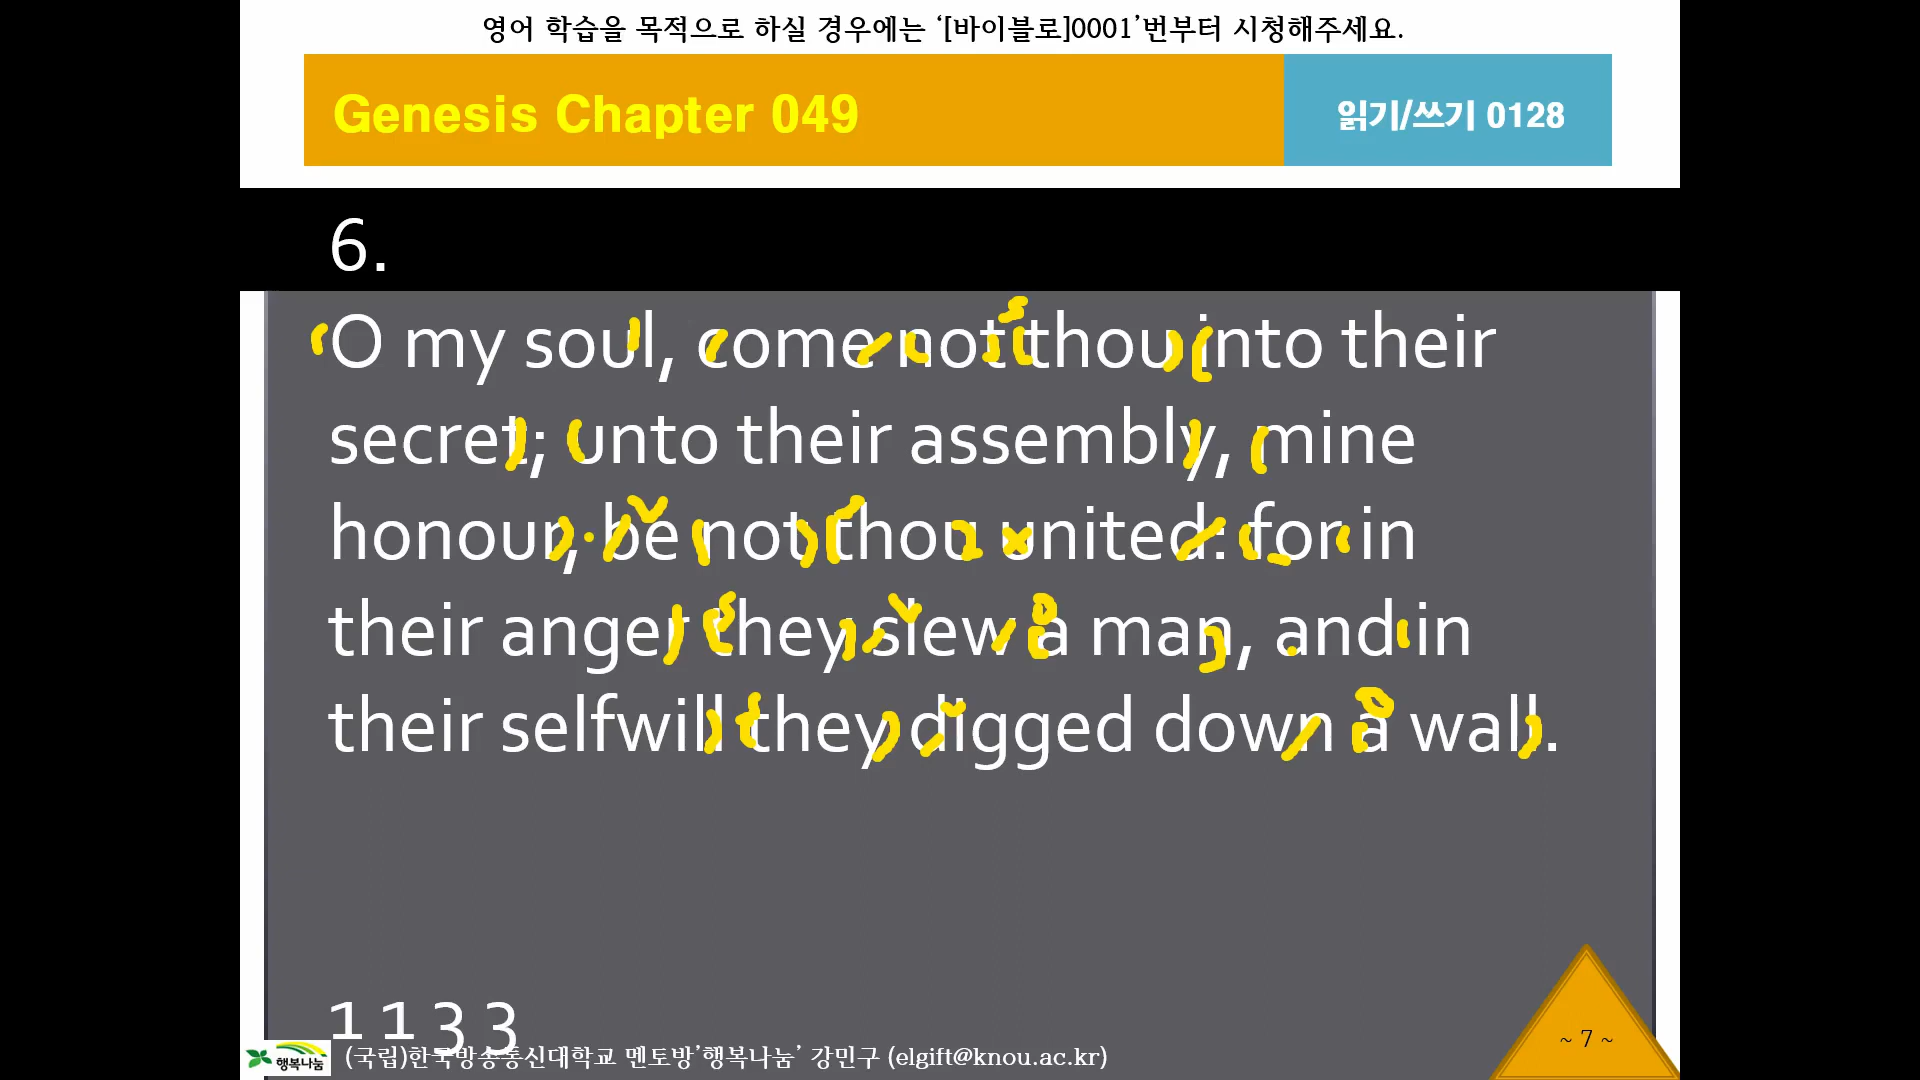 영어 학습을 목적으로 하실 경우에는 ‘[바이블로]0001’번부터 시청해주세요.
Genesis Chapter 049
읽기/쓰기 0128
6.
O my soul, come not thou into their
secret; unto their assembly, mine
honour, be not thou united: for in
their anger they slew a man, and in
their selfwill they digged down a wall.
1133
행복나눔 (국립)한국방송통신대학교 멘토방’행복나눔’ 강민구 (elgift@knou.ac.kr)
~ 7 ~